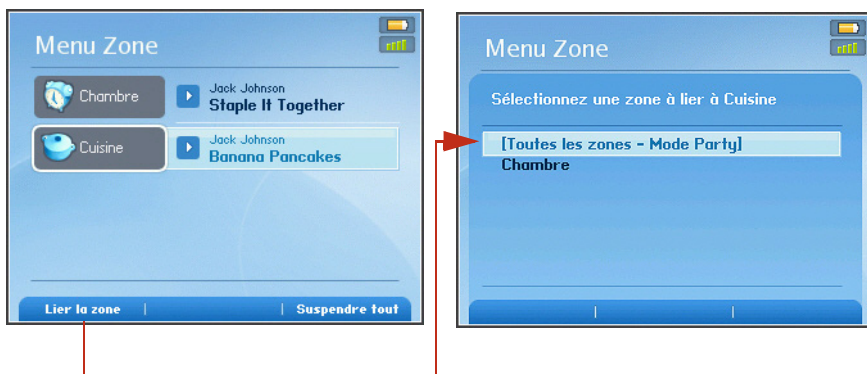 Menu Zone
Chambre
Jack Johnson
Staple It Together
Cuisine
Jack Johnson
Banana Pancakes
Lier la zone
Suspendre tout
Menu Zone
Sélectionnez une zone à lier à Cuisine
[Toutes les zones - Mode Party]
Chambre